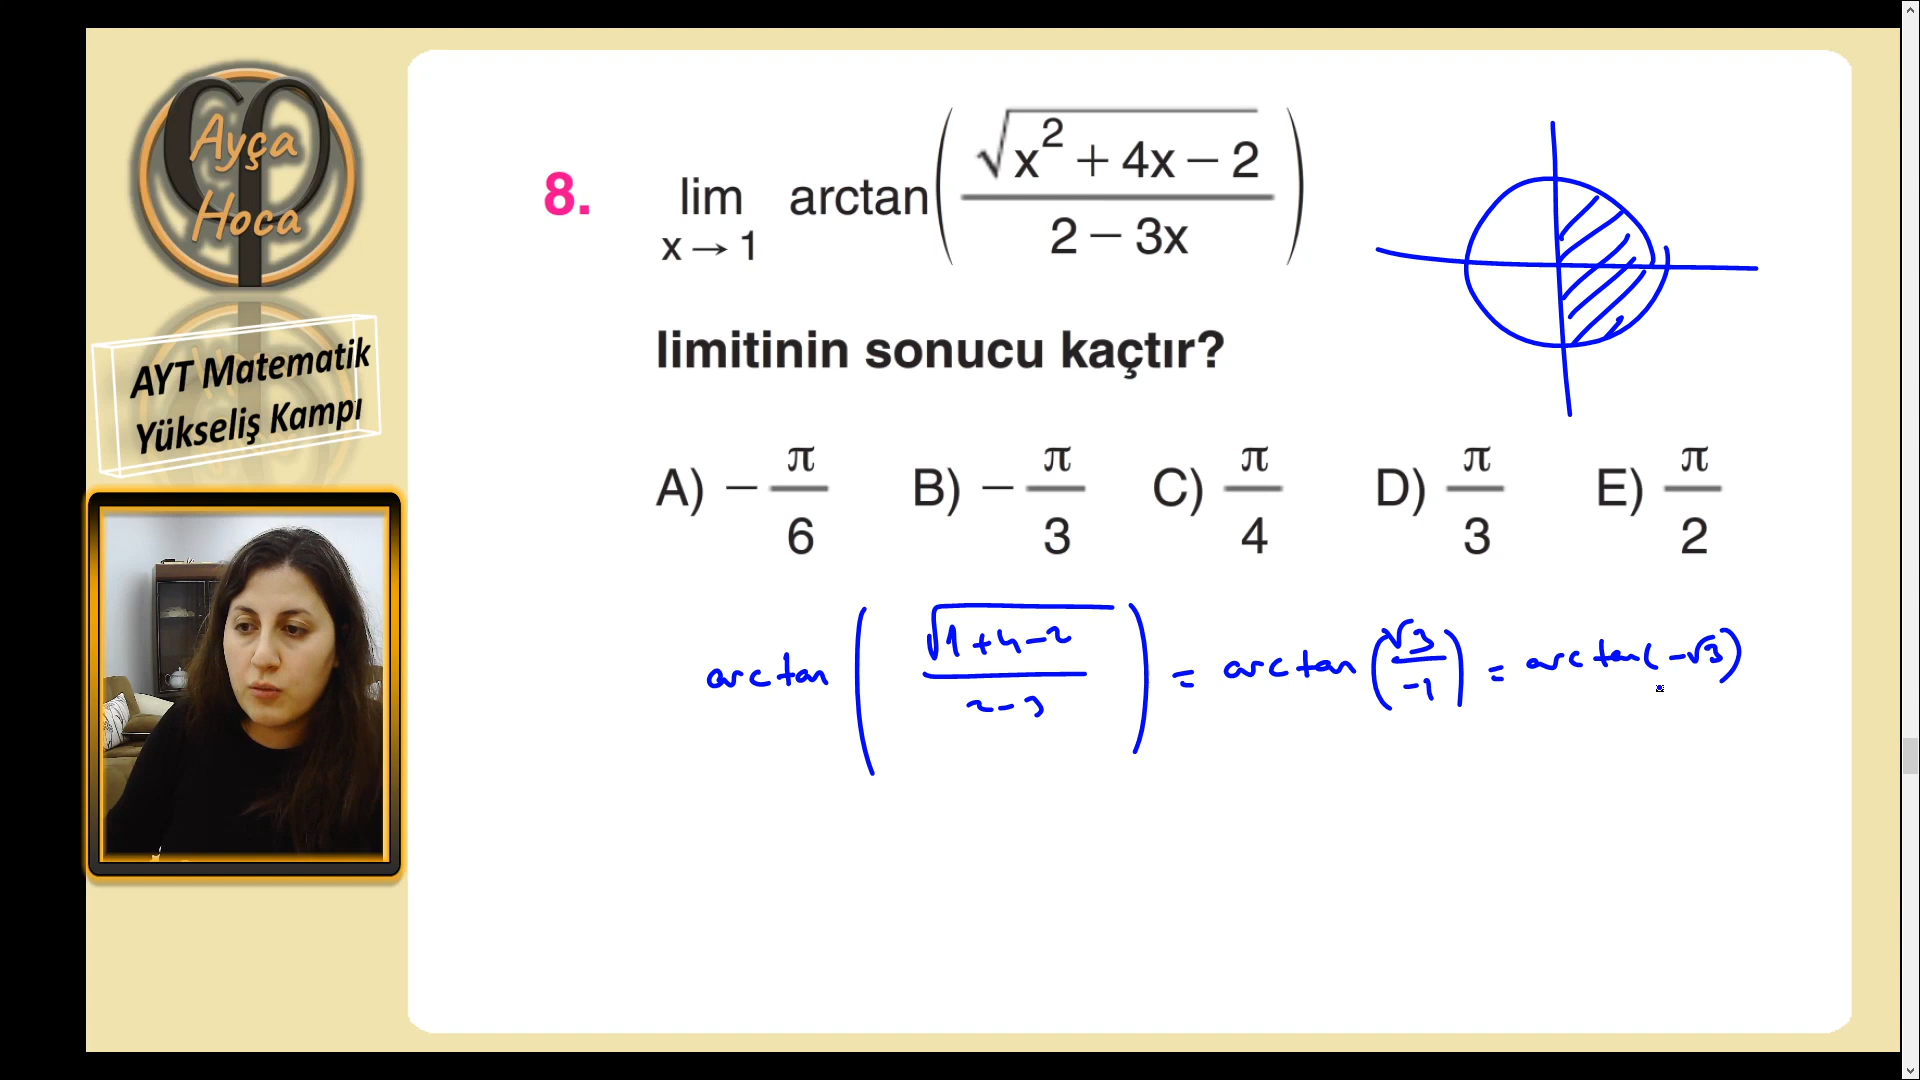 Ayça
Hoca
AYT Matematik
Yükseliş Kampı
8. lim x → 1 arctan( √(x² + 4x − 2) / (2 − 3x) )
limitinin sonucu kaçtır?
A) − π/6 B) − π/3 C) π/4 D) π/3 E) π/2
arctan ( √(1+4−2) / (2−3) ) = arctan ( √3 / −1 ) = arctan(−√3)